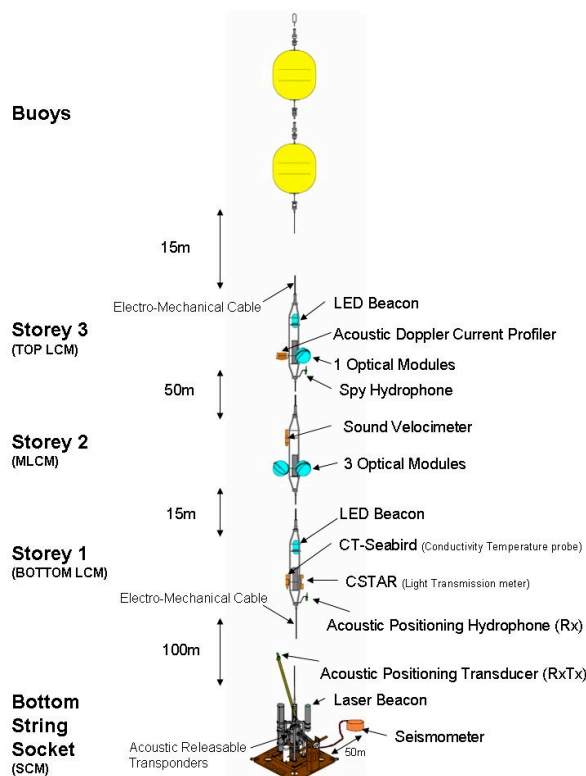 Buoys
15m
Electro-Mechanical Cable
LED Beacon
Storey 3
(TOP LCM)
Acoustic Doppler Current Profiler
1 Optical Modules
50m
Spy Hydrophone
Sound Velocimeter
Storey 2
(MLCM)
3 Optical Modules
15m
LED Beacon
Storey 1
(BOTTOM LCM)
CT-Seabird (Conductivity Temperature probe)
CSTAR (Light Transmission meter)
Electro-Mechanical Cable
Acoustic Positioning Hydrophone (Rx)
100m
Acoustic Positioning Transducer (RxTx)
Laser Beacon
Bottom
String
Socket
(SCM)
Seismometer
Acoustic Releasable
Transponders
50m